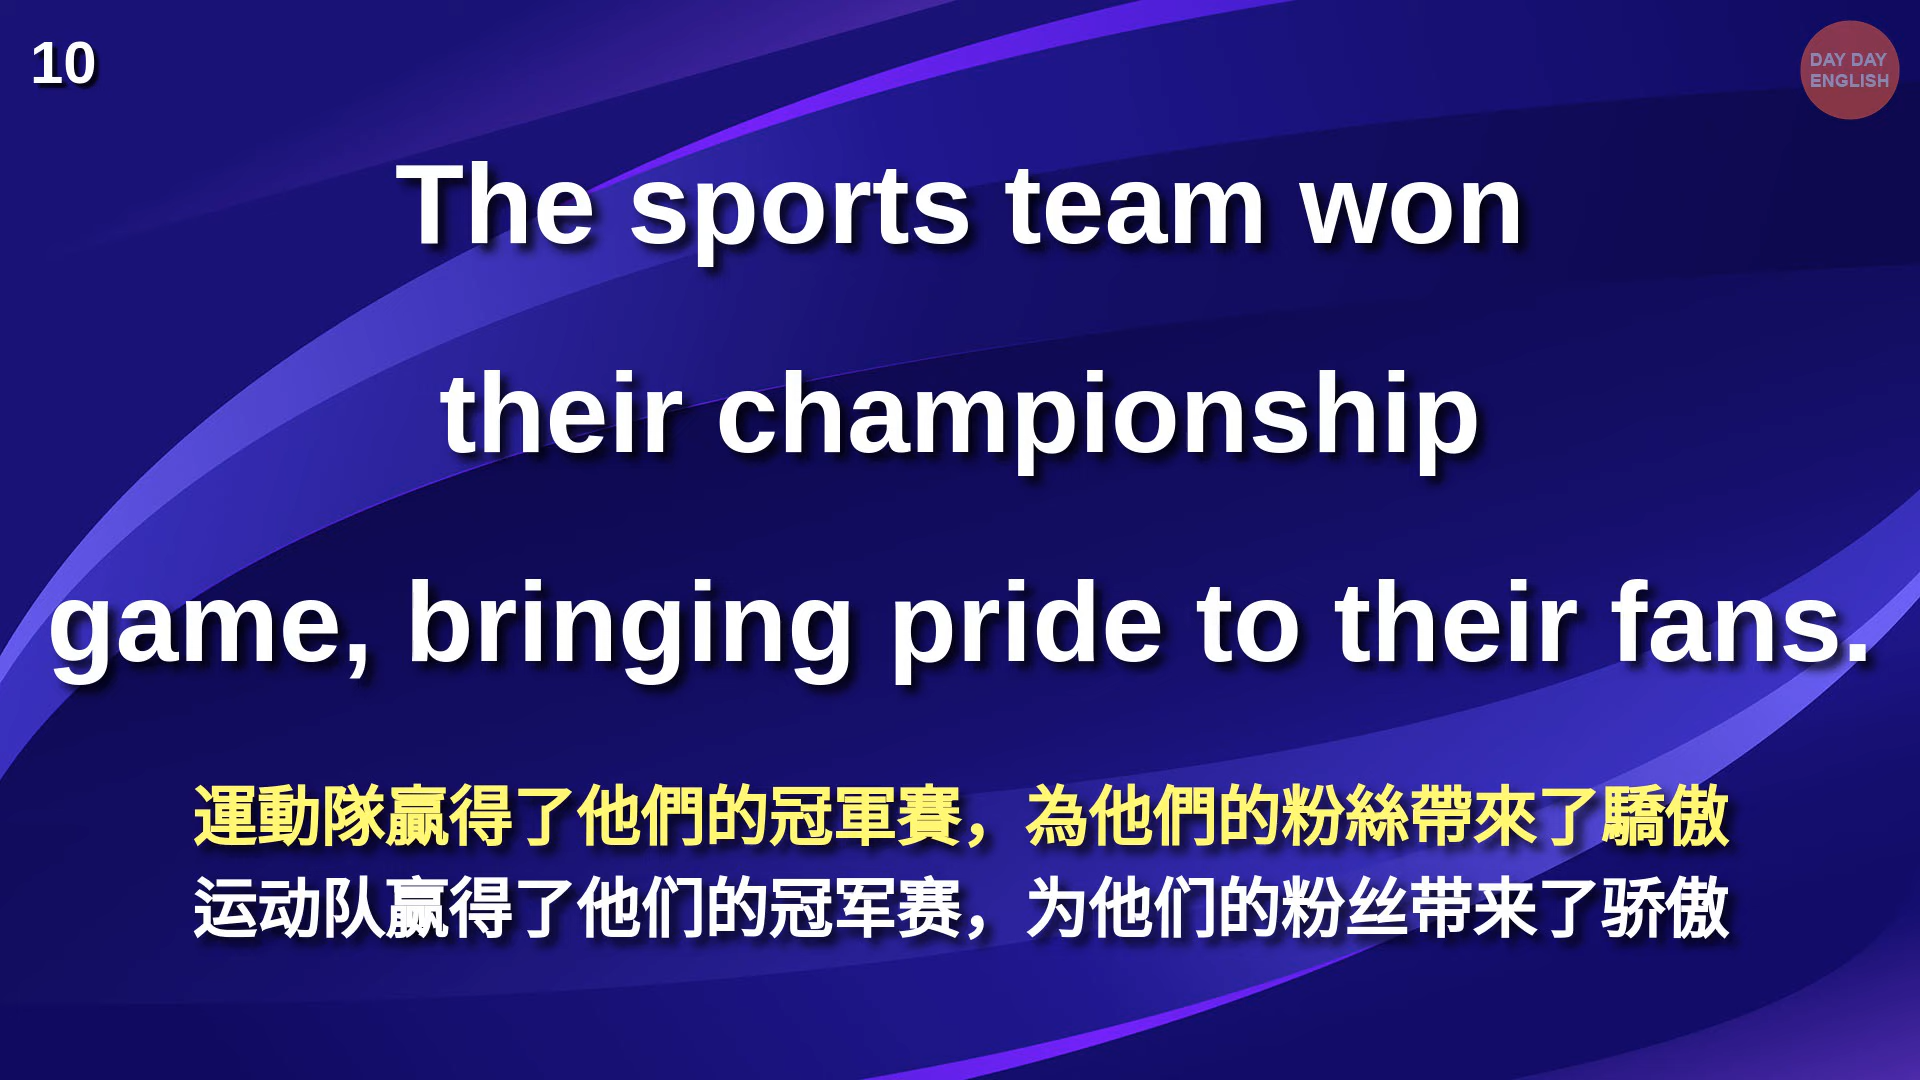 10
DAY DAY
ENGLISH
The sports team won
their championship
game, bringing pride to their fans.
運動隊贏得了他們的冠軍賽，為他們的粉絲帶來了驕傲
运动队赢得了他们的冠军赛，为他们的粉丝带来了骄傲